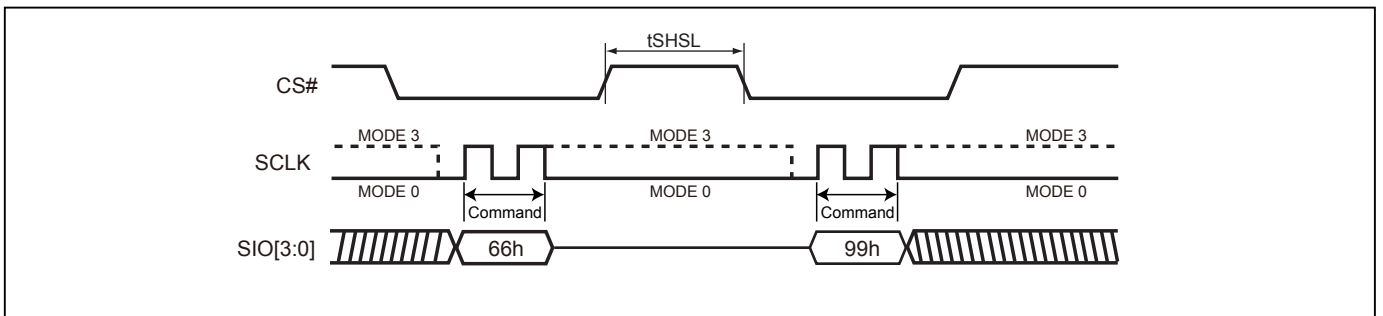 tSHSL
CS#
MODE 3 MODE 3 MODE 3
SCLK
MODE 0 MODE 0 MODE 0
Command Command
SIO[3:0] 66h 99h